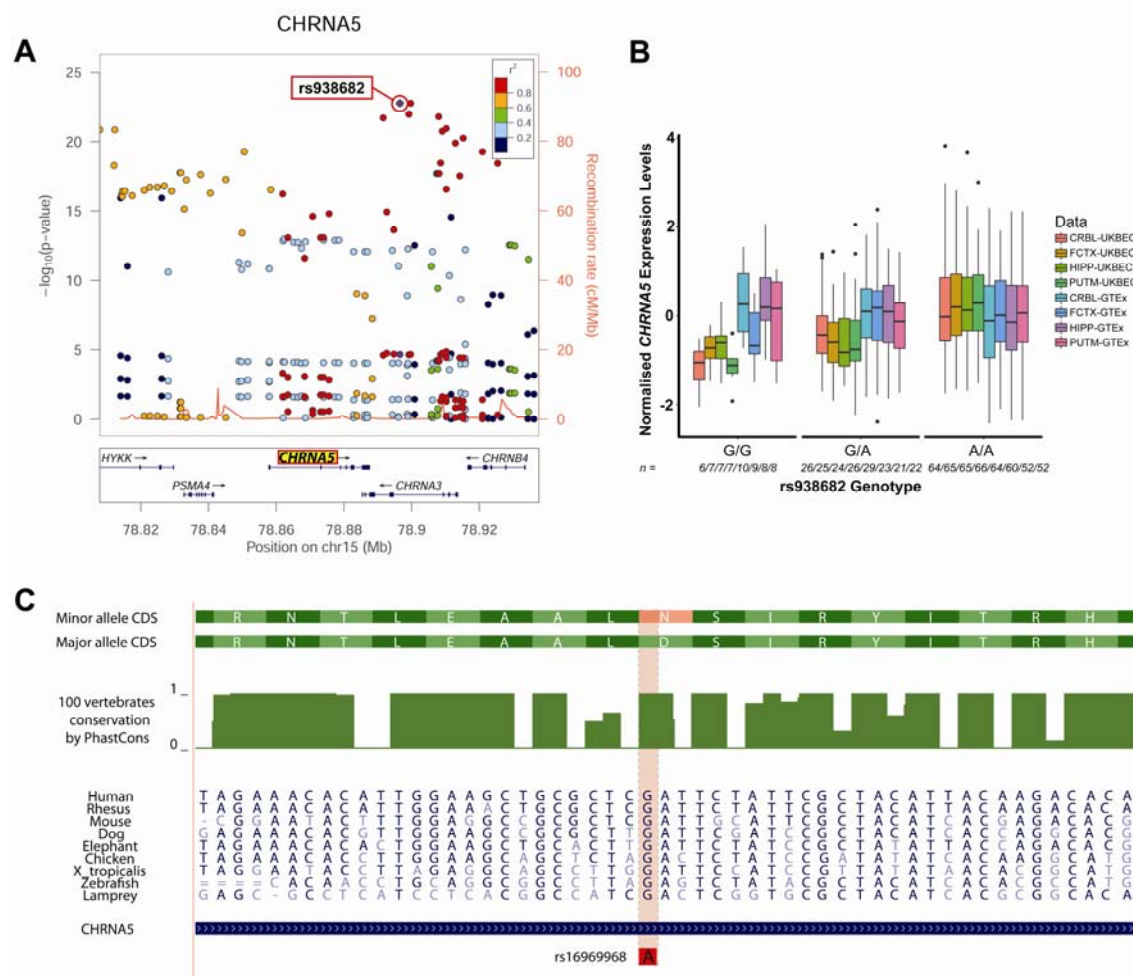 CHRNA5
A
rs938682
r²
0.8
0.6
0.4
0.2
25
20
15
10
5
0
−log10(p-value)
100
80
60
40
20
0
Recombination rate (cM/Mb)
HYKK
CHRNA5
CHRNB4
PSMA4
CHRNA3
78.82
78.84
78.86
78.88
78.9
78.92
Position on chr15 (Mb)
B
Normalised CHRNA5 Expression Levels
4
2
0
-2
G/G
G/A
A/A
n =
6/7/7/7/10/9/8/8
26/25/24/26/29/23/21/22
64/65/65/66/64/60/52/52
rs938682 Genotype
Data
CRBL-UKBEC
FCTX-UKBEC
HIPP-UKBEC
PUTM-UKBEC
CRBL-GTEx
FCTX-GTEx
HIPP-GTEx
PUTM-GTEx
C
Minor allele CDS R N T L E A A L N S I R Y I T R H
Major allele CDS R N T L E A A L D S I R Y I T R H
100 vertebrates
conservation
by PhastCons
1
0
Human TAGAAACACATTGGAAGCTGCGCTCGATTCTATTCGCTACATTACAAGACACA
Rhesus
Mouse
Dog
Elephant
Chicken
X_tropicalis
Zebrafish
Lamprey
CHRNA5
rs16969968 A